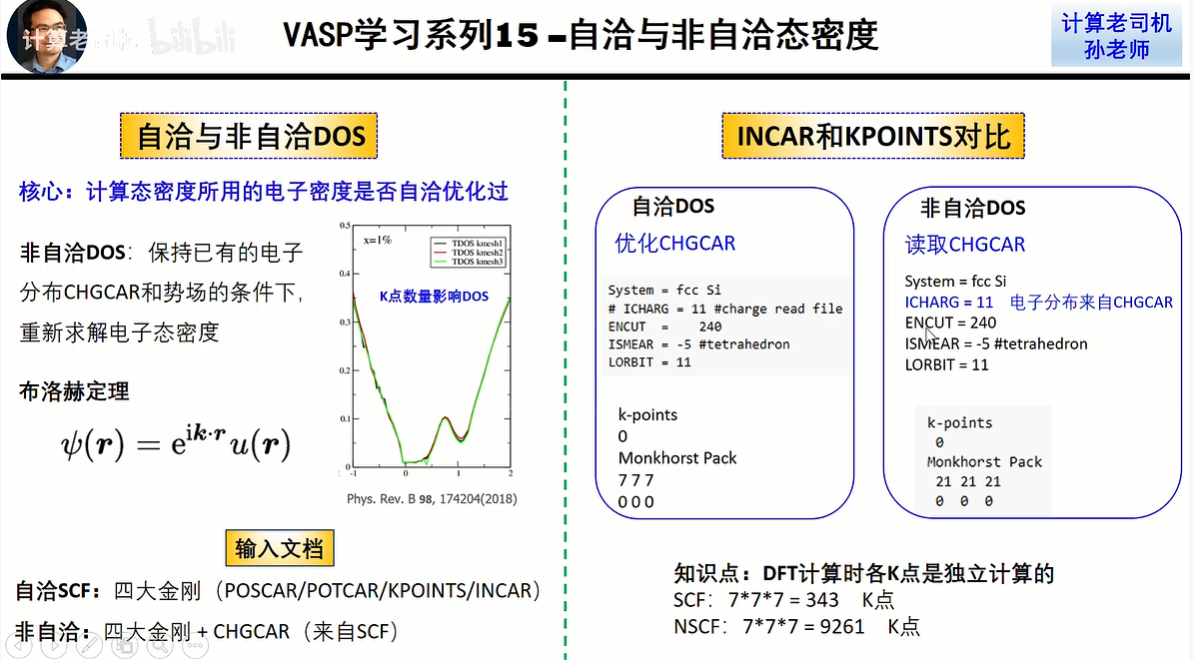 VASP学习系列15 –自洽与非自洽态密度
计算老司机
孙老师
bilibili
自洽与非自洽DOS
核心：计算态密度所用的电子密度是否自洽优化过
非自洽DOS：保持已有的电子
分布CHGCAR和势场的条件下,
重新求解电子态密度
布洛赫定理
ψ(r) = e^{ik·r} u(r)
0.5
0.4
0.3
0.2
0.1
0
-1
0
1
2
x=1%
TDOS kmesh1
TDOS kmesh2
TDOS kmesh3
K点数量影响DOS
Phys. Rev. B 98, 174204(2018)
输入文档
自洽SCF：四大金刚（POSCAR/POTCAR/KPOINTS/INCAR）
非自洽：四大金刚 + CHGCAR（来自SCF）
INCAR和KPOINTS对比
自洽DOS
优化CHGCAR
System = fcc Si
# ICHARG = 11 #charge read file
ENCUT = 240
ISMEAR = -5 #tetrahedron
LORBIT = 11
k-points
0
Monkhorst Pack
7 7 7
0 0 0
非自洽DOS
读取CHGCAR
System = fcc Si
ICHARG = 11 电子分布来自CHGCAR
ENCUT = 240
ISMEAR = -5 #tetrahedron
LORBIT = 11
k-points
0
Monkhorst Pack
21 21 21
0 0 0
知识点：DFT计算时各K点是独立计算的
SCF： 7*7*7 = 343 K点
NSCF： 7*7*7 = 9261 K点